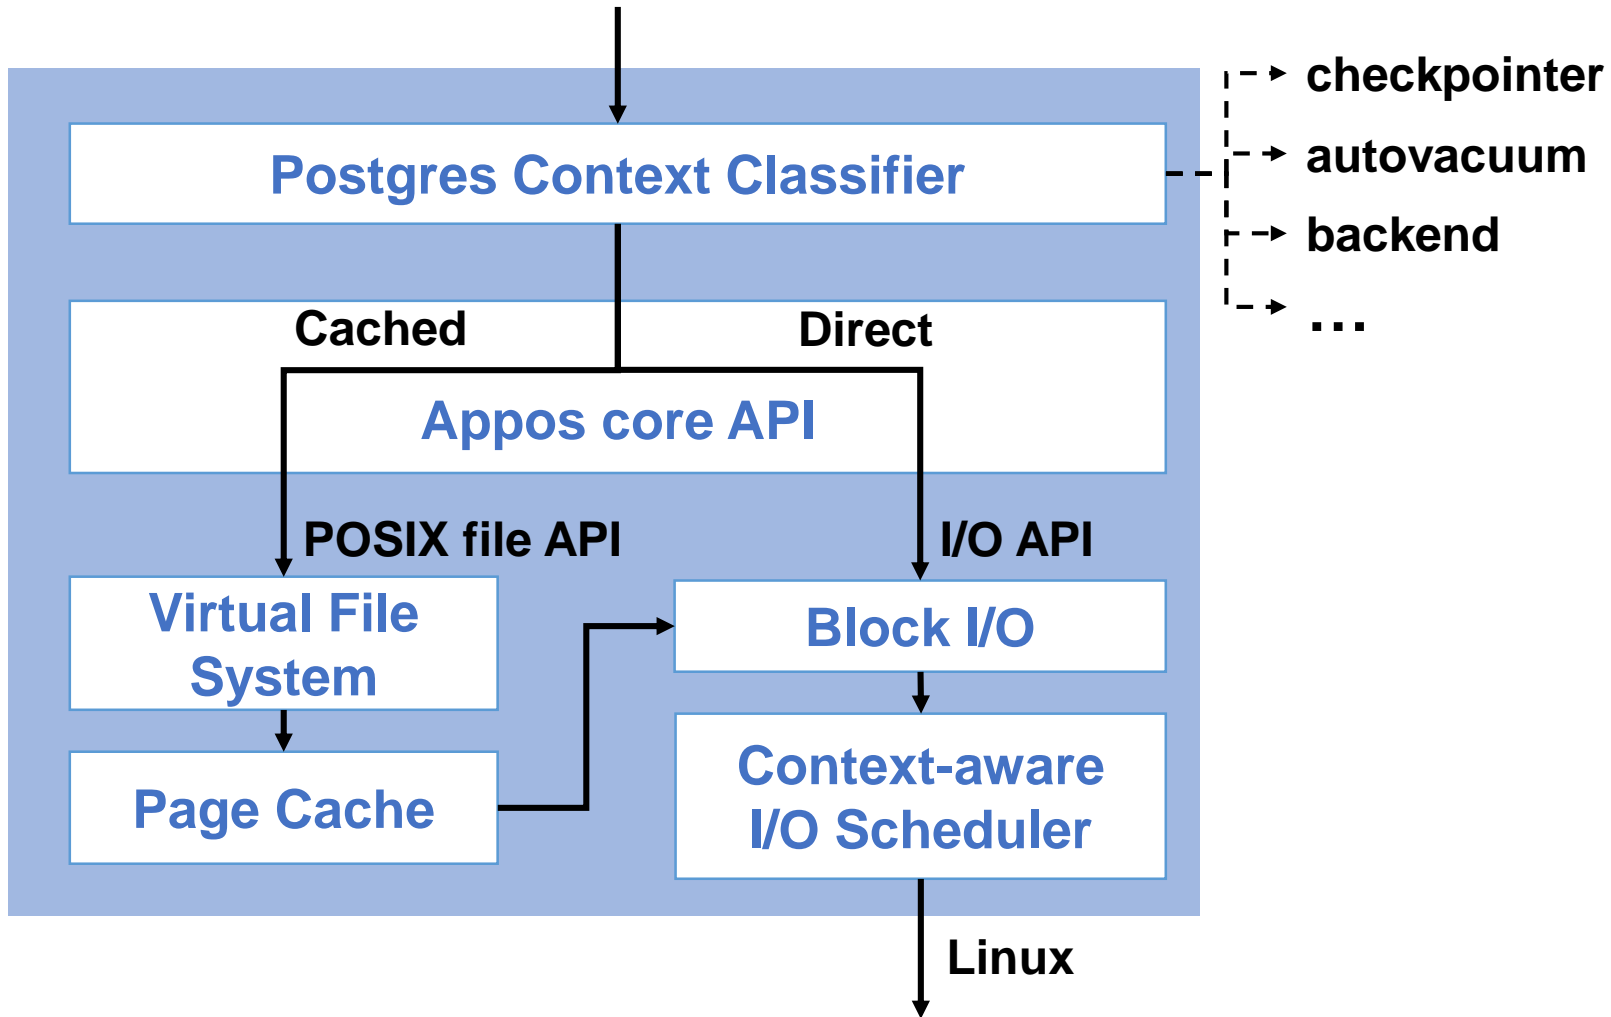 checkpointer
Postgres Context Classifier
autovacuum
backend
...
Cached
Direct
Appos core API
POSIX file API
I/O API
Virtual File
System
Block I/O
Page Cache
Context-aware
I/O Scheduler
Linux